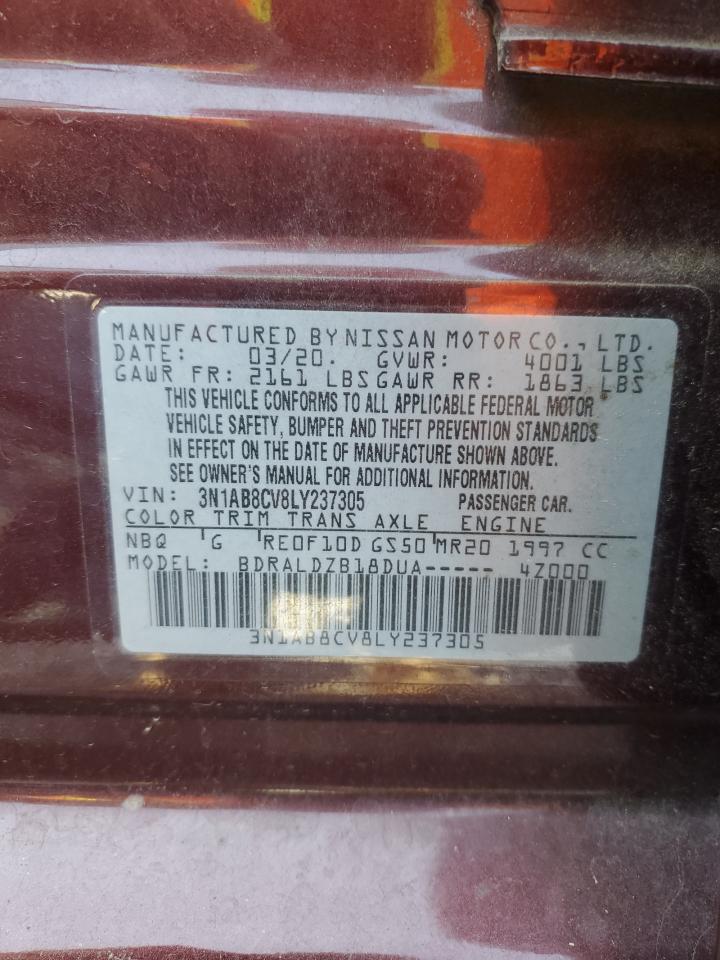 MANUFACTURED BY NISSAN MOTOR CO., LTD.
DATE: 03/20. GVWR: 4001 LBS
GAWR FR: 2161 LBS GAWR RR: 1863 LBS
THIS VEHICLE CONFORMS TO ALL APPLICABLE FEDERAL MOTOR
VEHICLE SAFETY, BUMPER AND THEFT PREVENTION STANDARDS
IN EFFECT ON THE DATE OF MANUFACTURE SHOWN ABOVE.
SEE OWNER'S MANUAL FOR ADDITIONAL INFORMATION.
VIN: 3N1AB8CV8LY237305 PASSENGER CAR.
COLOR TRIM TRANS AXLE ENGINE
NBQ G RE0F10D GS50 MR20 1997 CC
MODEL: BDRALDZB18DUA----- 4Z000
3N1AB8CV8LY237305